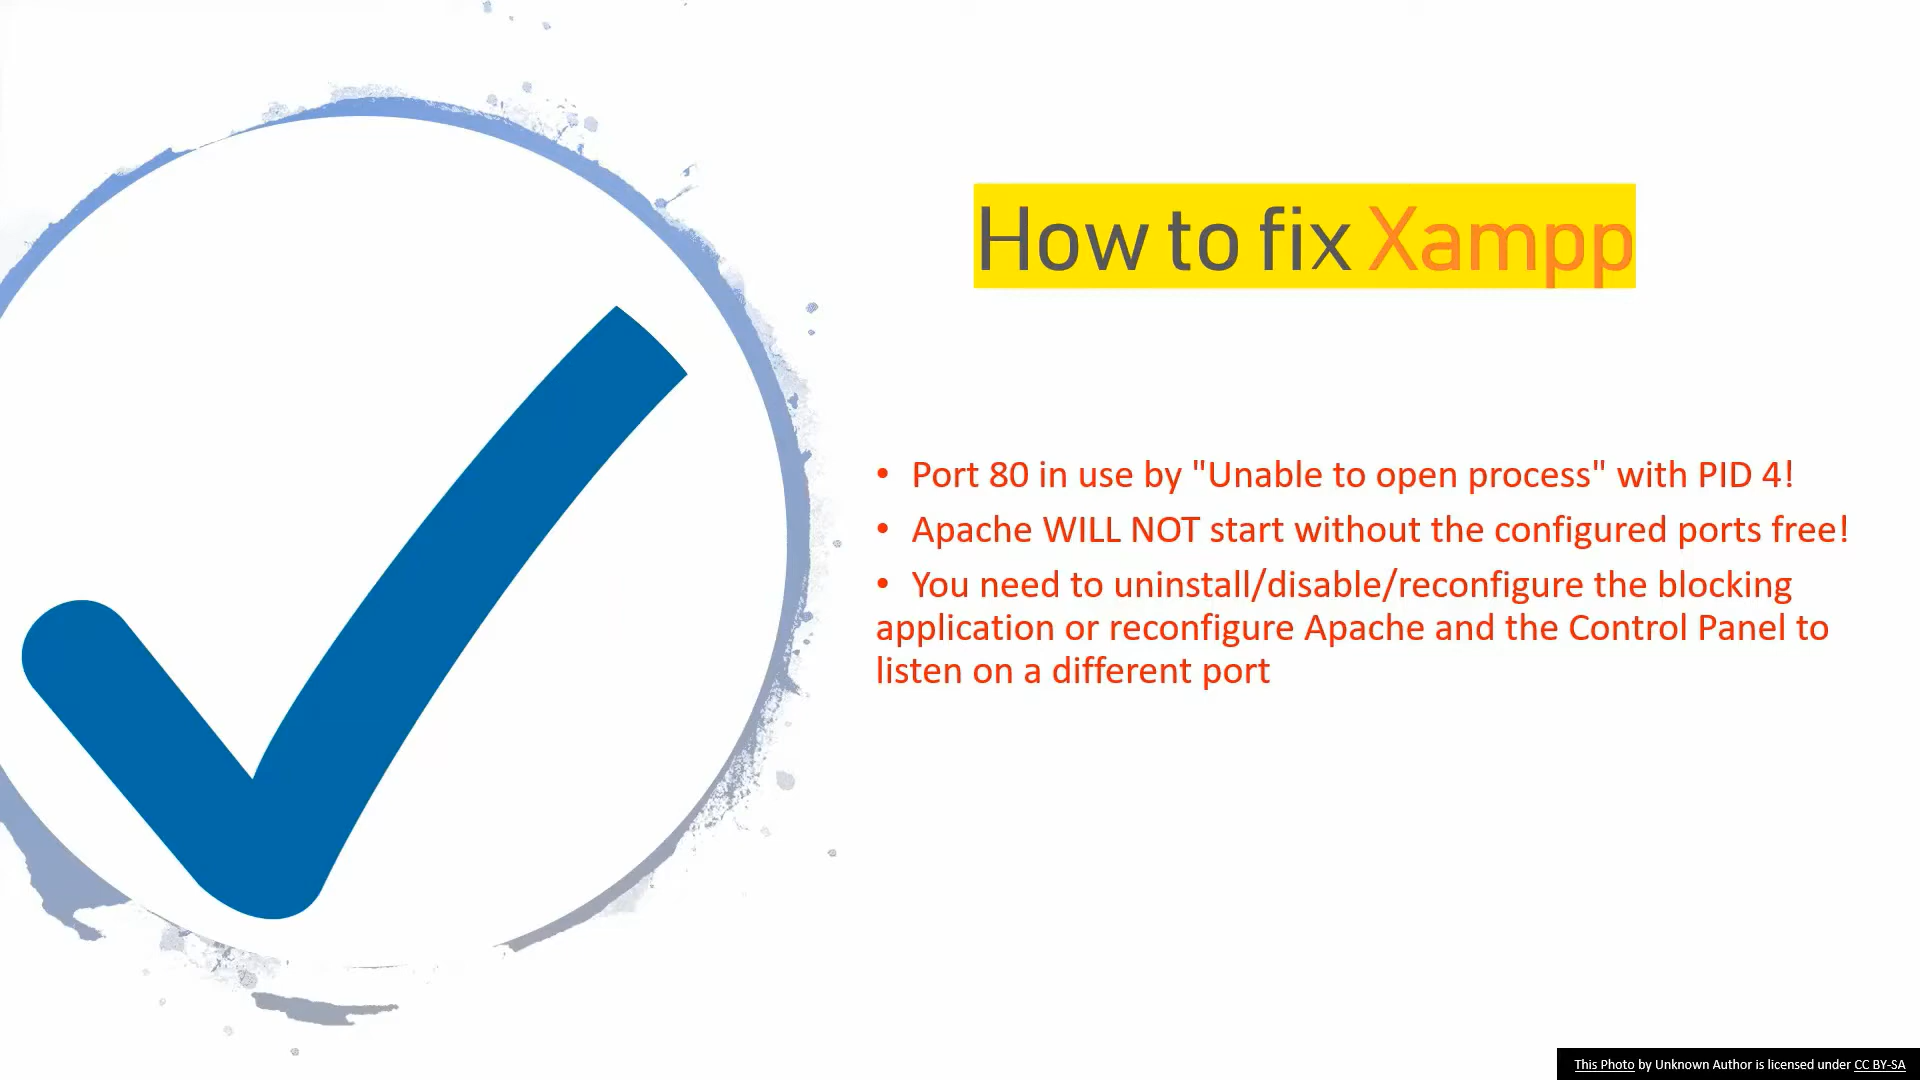 How to fix Xampp
• Port 80 in use by "Unable to open process" with PID 4!
• Apache WILL NOT start without the configured ports free!
• You need to uninstall/disable/reconfigure the blocking
application or reconfigure Apache and the Control Panel to
listen on a different port
This Photo by Unknown Author is licensed under CC BY-SA